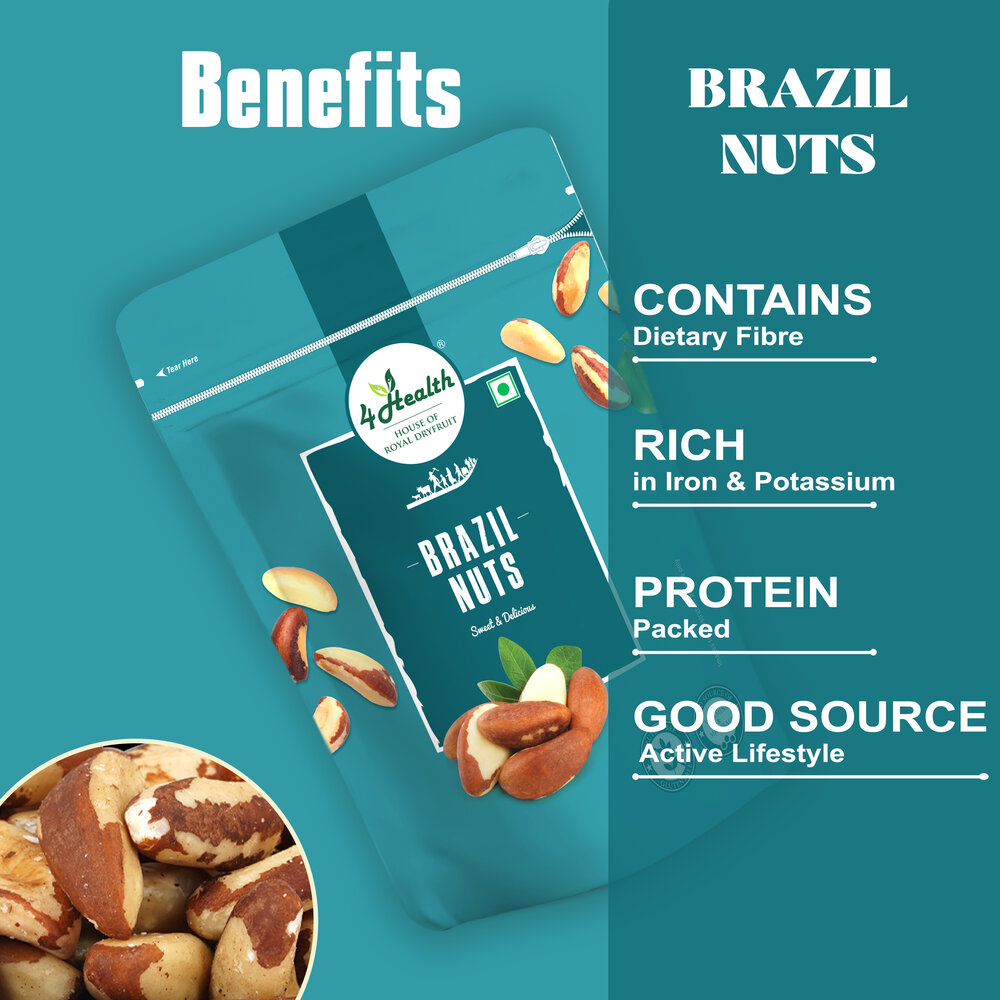 Benefits
BRAZIL
NUTS
Tear Here
®
4Health
HOUSE OF
ROYAL DRYFRUIT
BRAZIL
NUTS
Sweet & Delicious
CONTAINS
Dietary Fibre
RICH
in Iron & Potassium
PROTEIN
Packed
GOOD SOURCE
Active Lifestyle